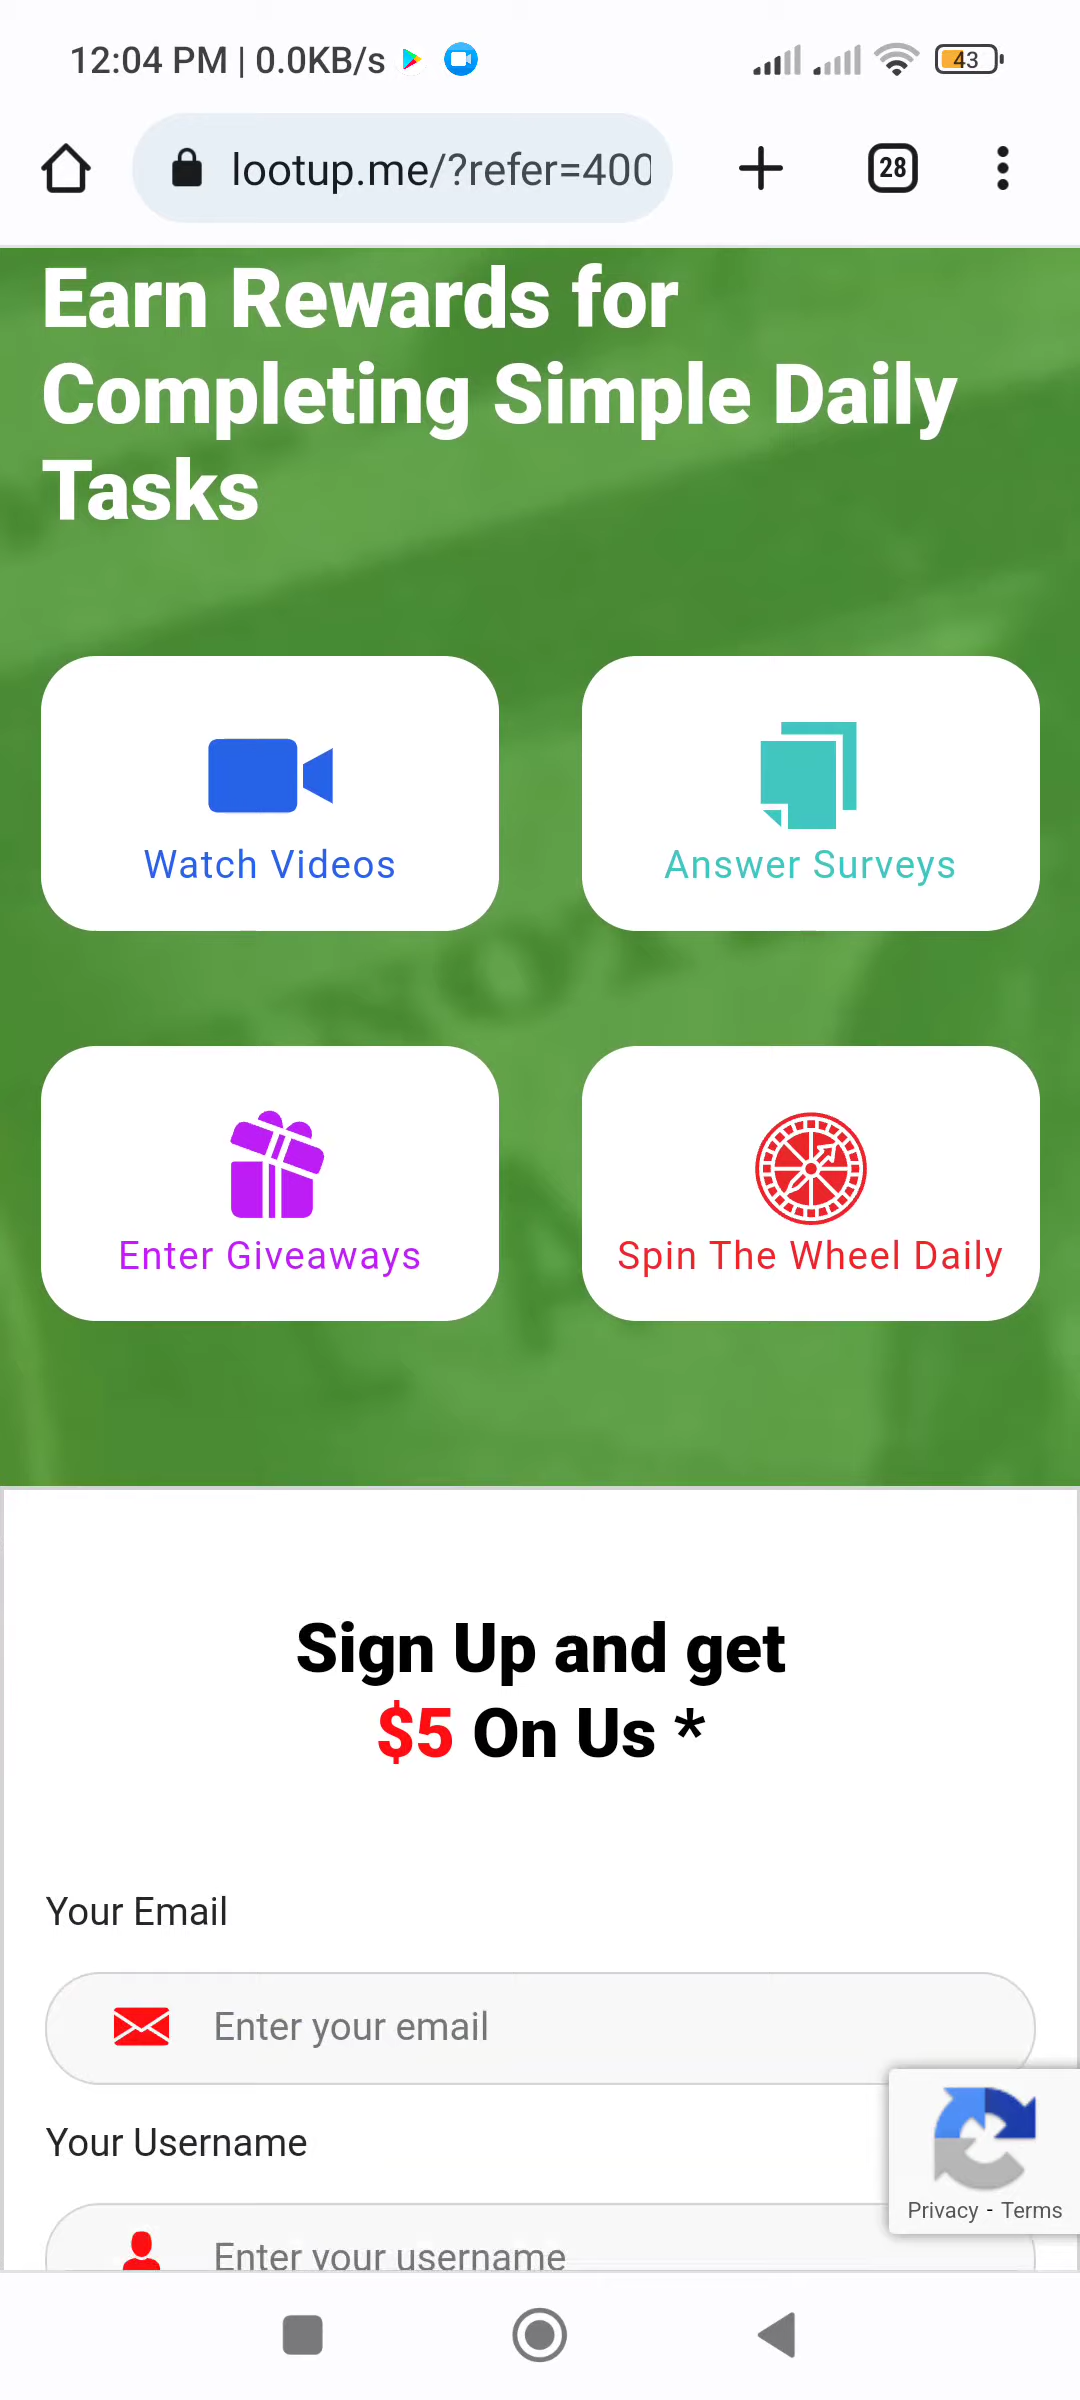 12:04 PM | 0.0KB/s
43
lootup.me/?refer=400
28
Earn Rewards for
Completing Simple Daily
Tasks
Watch Videos
Answer Surveys
Enter Giveaways
Spin The Wheel Daily
Sign Up and get
$5 On Us *
Your Email
Enter your email
Your Username
Privacy - Terms
Enter your username